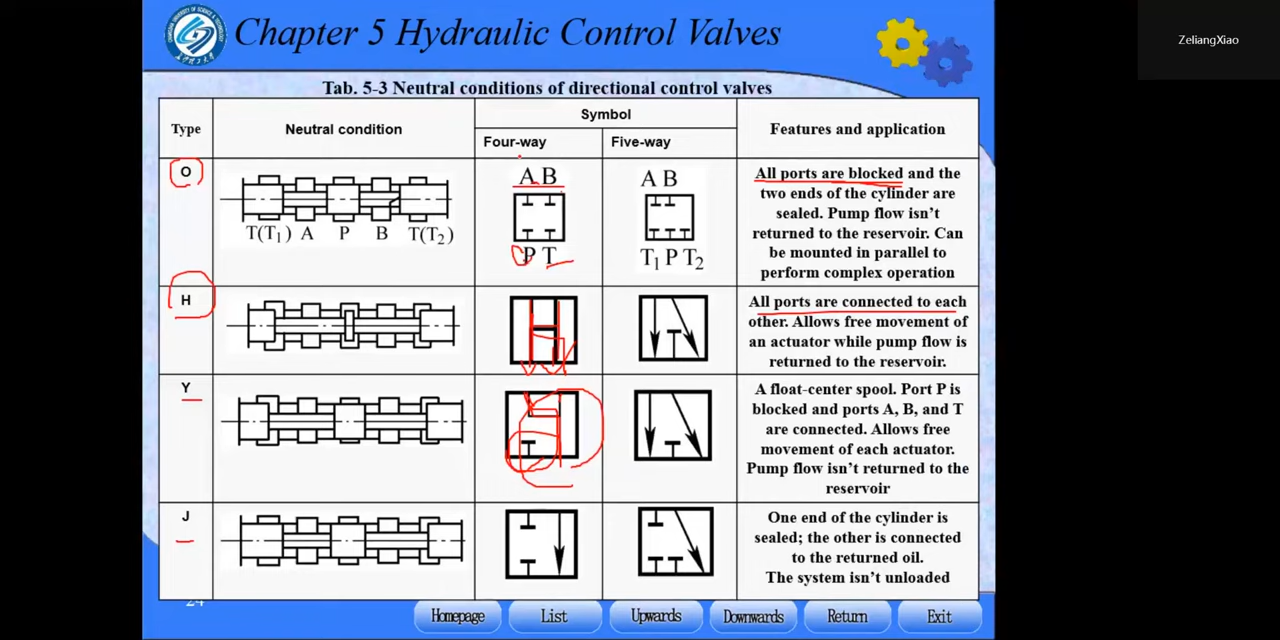 Chapter 5 Hydraulic Control Valves
ZeliangXiao
Tab. 5-3 Neutral conditions of directional control valves
Type
Neutral condition
Symbol
Four-way
Five-way
Features and application
O
T(T1) A P B T(T2)
A B
P T
A B
T1 P T2
All ports are blocked and the
two ends of the cylinder are
sealed. Pump flow isn't
returned to the reservoir. Can
be mounted in parallel to
perform complex operation
H
All ports are connected to each
other. Allows free movement of
an actuator while pump flow is
returned to the reservoir.
Y
A float-center spool. Port P is
blocked and ports A, B, and T
are connected. Allows free
movement of each actuator.
Pump flow isn't returned to the
reservoir
J
One end of the cylinder is
sealed; the other is connected
to the returned oil.
The system isn't unloaded
24
Homepage
List
Upwards
Downwards
Return
Exit